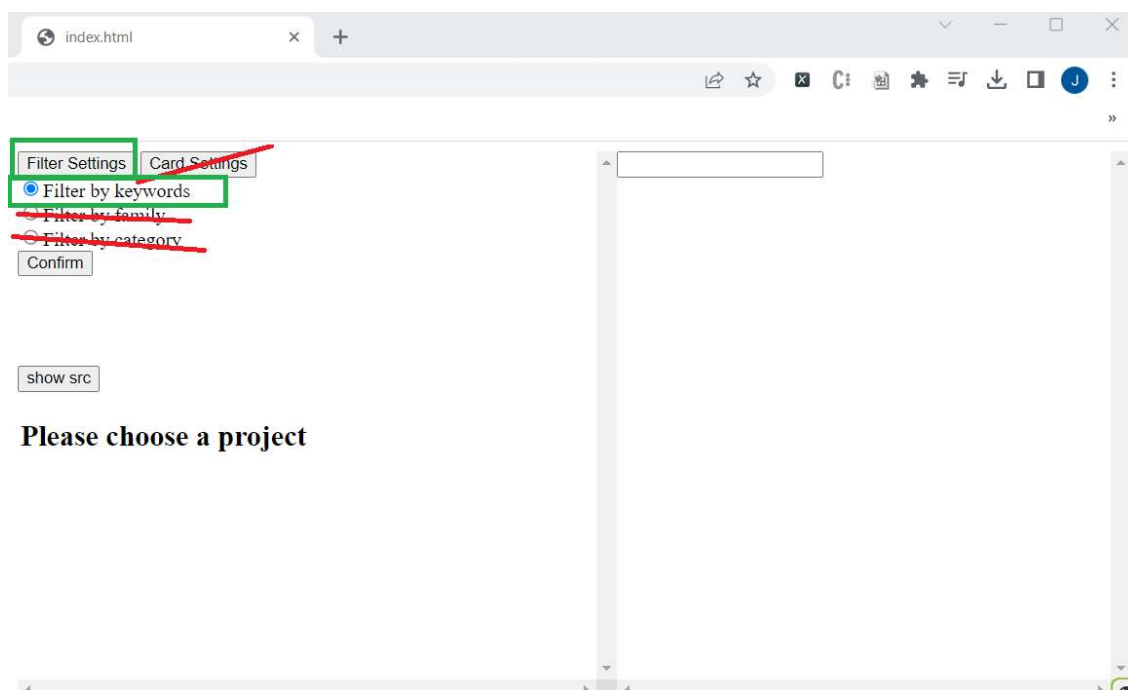 index.html
J
»
Filter Settings Card Settings
Filter by keywords
Filter by family
Filter by category
Confirm
show src
Please choose a project